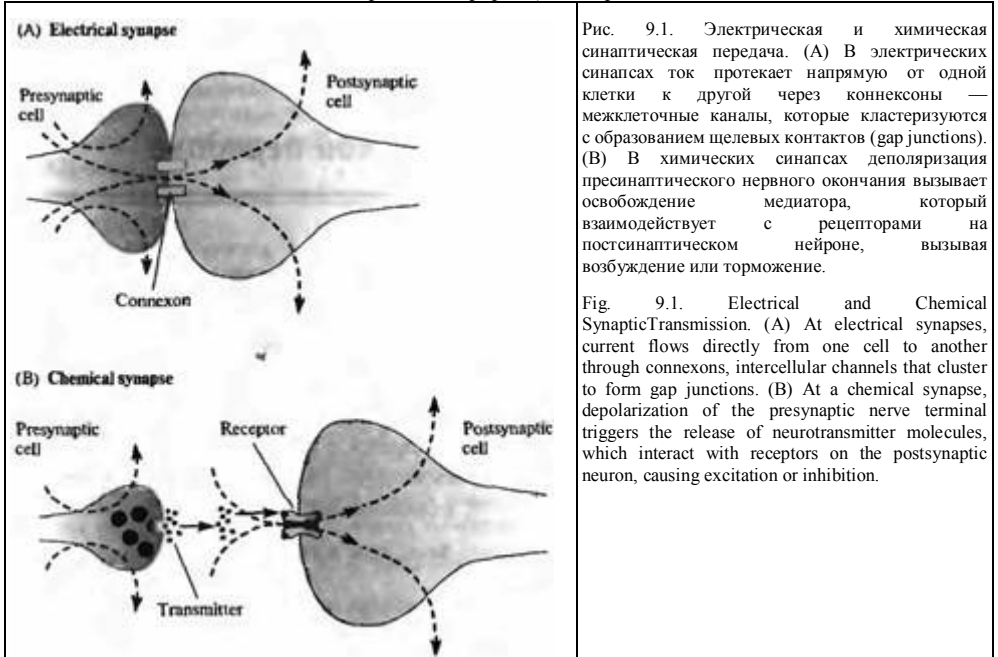 (A) Electrical synapse
Presynaptic
cell
Postsynaptic
cell
Connexon
(B) Chemical synapse
Presynaptic
cell
Receptor
Postsynaptic
cell
Transmitter
Рис. 9.1. Электрическая и химическая
синаптическая передача. (А) В электрических
синапсах ток протекает напрямую от одной
клетки к другой через коннексоны —
межклеточные каналы, которые кластеризуются
с образованием щелевых контактов (gap junctions).
(В) В химических синапсах деполяризация
пресинаптического нервного окончания вызывает
освобождение медиатора, который
взаимодействует с рецепторами на
постсинаптическом нейроне, вызывая
возбуждение или торможение.
Fig. 9.1. Electrical and Chemical
SynapticTransmission. (A) At electrical synapses,
current flows directly from one cell to another
through connexons, intercellular channels that cluster
to form gap junctions. (B) At a chemical synapse,
depolarization of the presynaptic nerve terminal
triggers the release of neurotransmitter molecules,
which interact with receptors on the postsynaptic
neuron, causing excitation or inhibition.